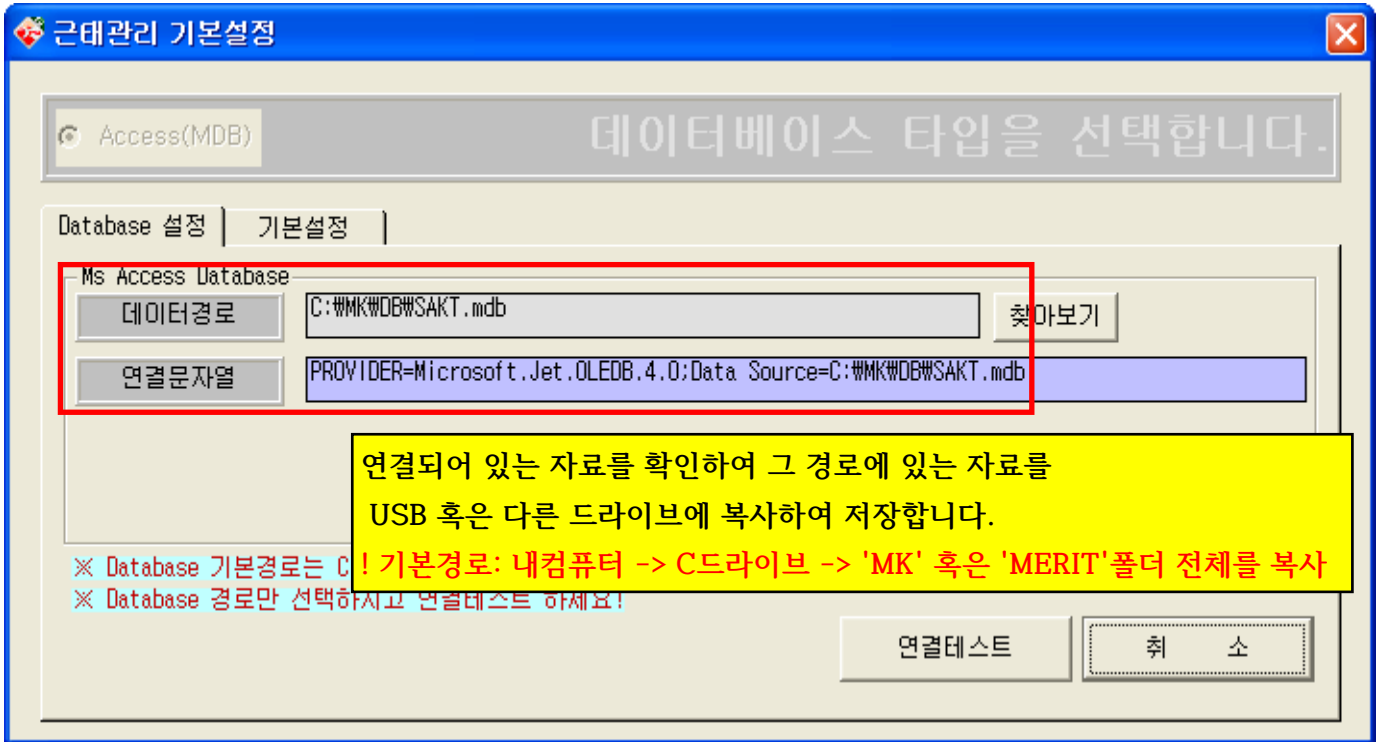 근태관리 기본설정
Access(MDB)
데이터베이스 타입을 선택합니다.
Database 설정
기본설정
Ms Access Database
데이터경로
C:₩MK₩DB₩SAKT.mdb
찾아보기
연결문자열
PROVIDER=Microsoft.Jet.OLEDB.4.0;Data Source=C:₩MK₩DB₩SAKT.mdb
연결되어 있는 자료를 확인하여 그 경로에 있는 자료를
USB 혹은 다른 드라이브에 복사하여 저장합니다.
! 기본경로: 내컴퓨터 -> C드라이브 -> 'MK' 혹은 'MERIT'폴더 전체를 복사
※ Database 기본경로는 C
※ Database 경로만 선택하시고 연결테스트 하세요!
연결테스트
취 소